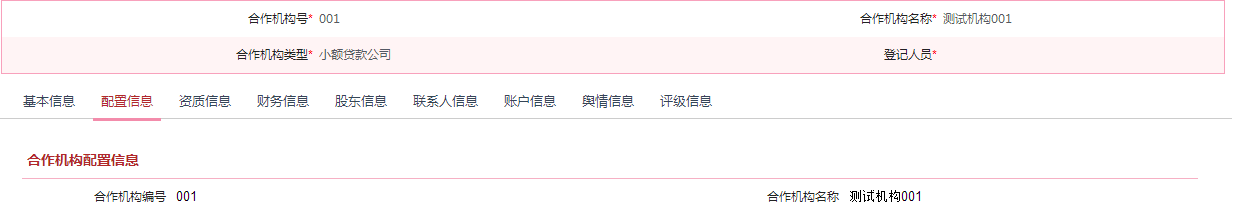 合作机构号* 001 合作机构名称* 测试机构001
合作机构类型* 小额贷款公司 登记人员*
基本信息 配置信息 资质信息 财务信息 股东信息 联系人信息 账户信息 舆情信息 评级信息
合作机构配置信息
合作机构编号 001 合作机构名称 测试机构001